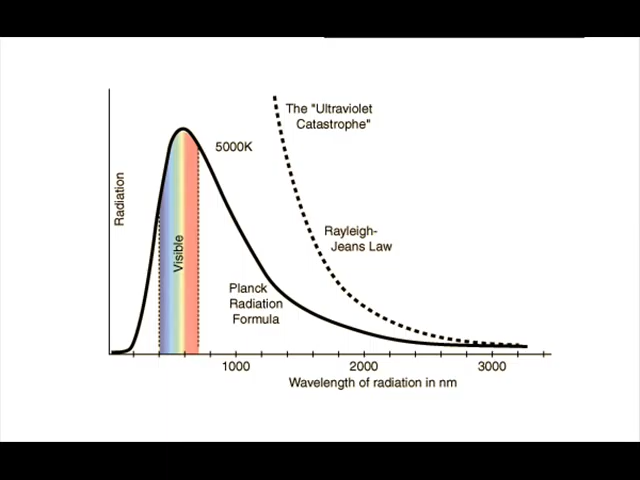 The "Ultraviolet
Catastrophe"
5000K
Radiation
Visible
Rayleigh-
Jeans Law
Planck
Radiation
Formula
1000
2000
3000
Wavelength of radiation in nm